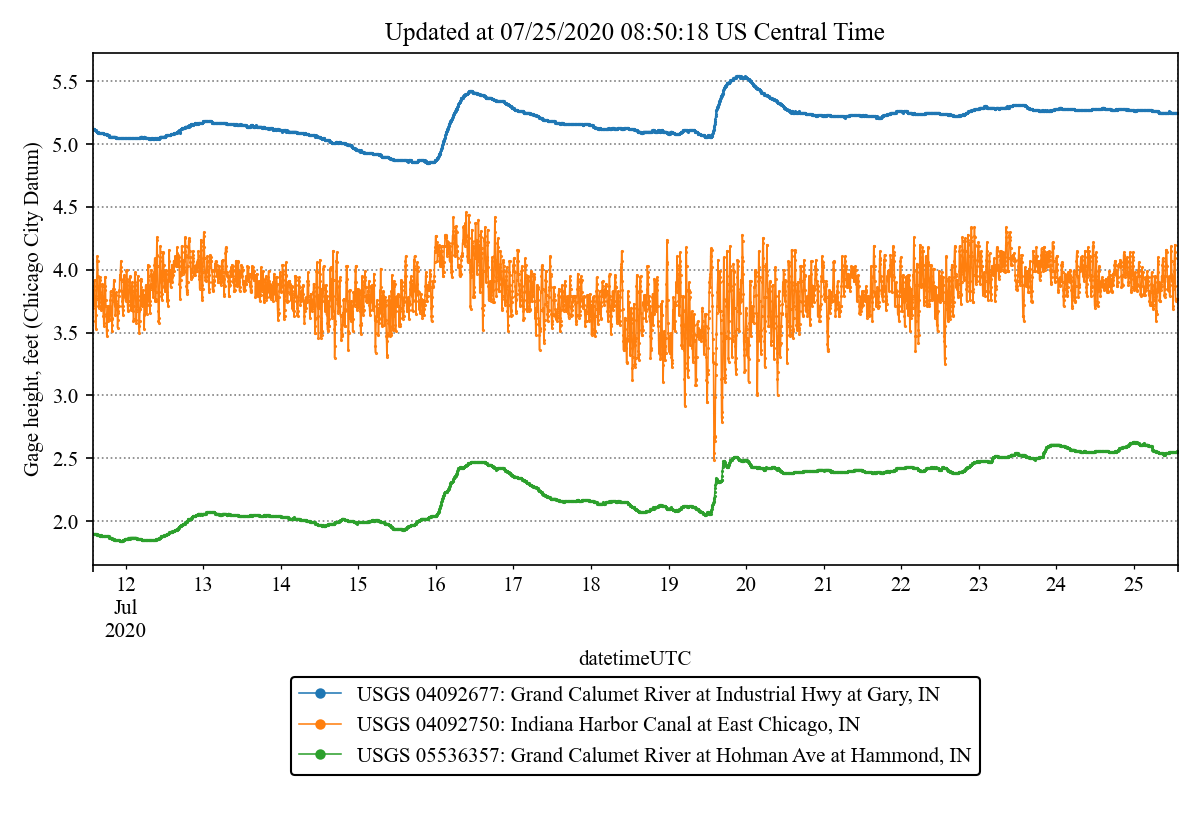 Updated at 07/25/2020 08:50:18 US Central Time
Gage height, feet (Chicago City Datum)
5.5
5.0
4.5
4.0
3.5
3.0
2.5
2.0
12 13 14 15 16 17 18 19 20 21 22 23 24 25
Jul
2020
datetimeUTC
USGS 04092677: Grand Calumet River at Industrial Hwy at Gary, IN
USGS 04092750: Indiana Harbor Canal at East Chicago, IN
USGS 05536357: Grand Calumet River at Hohman Ave at Hammond, IN